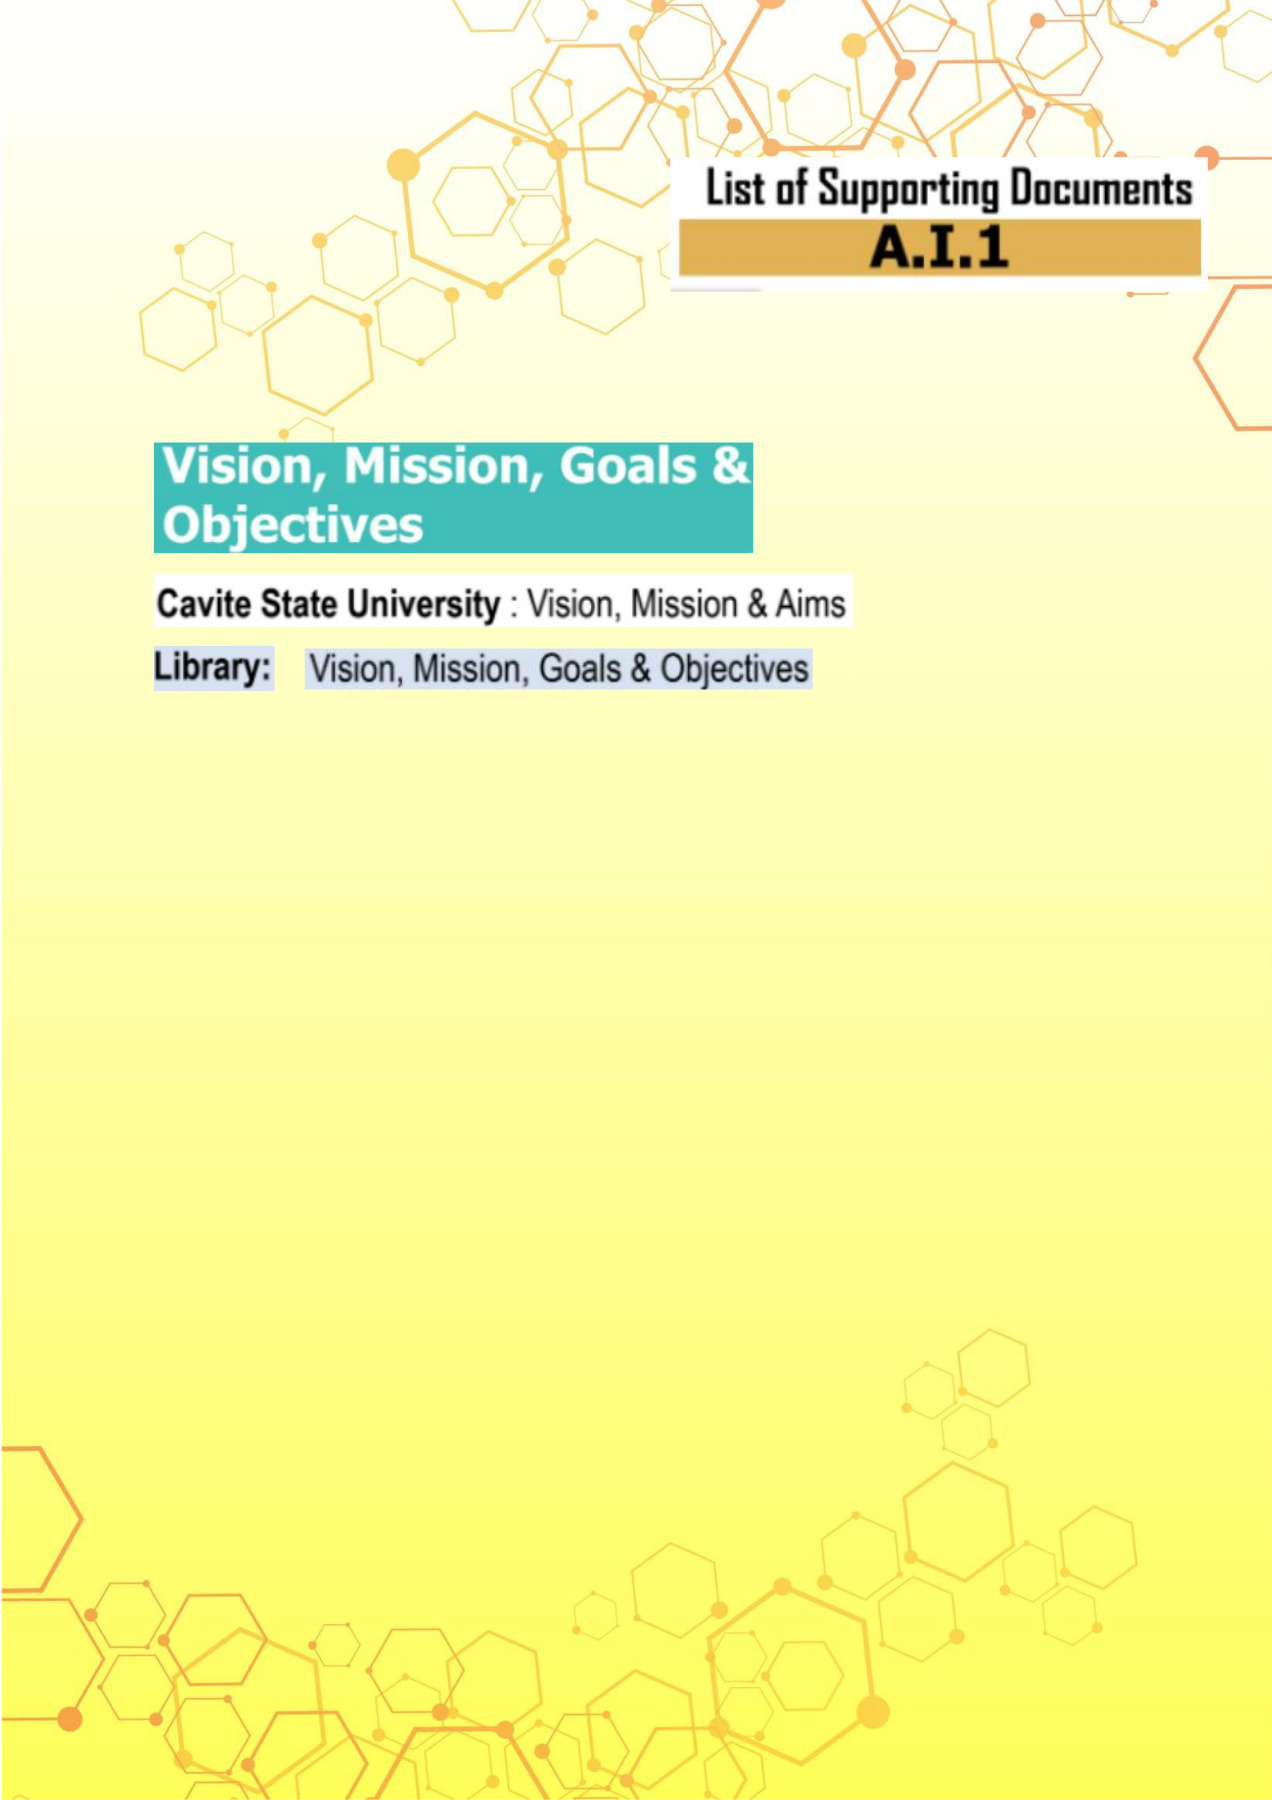 List of Supporting Documents
A.I.1
Vision, Mission, Goals &
Objectives
Cavite State University : Vision, Mission & Aims
Library: Vision, Mission, Goals & Objectives